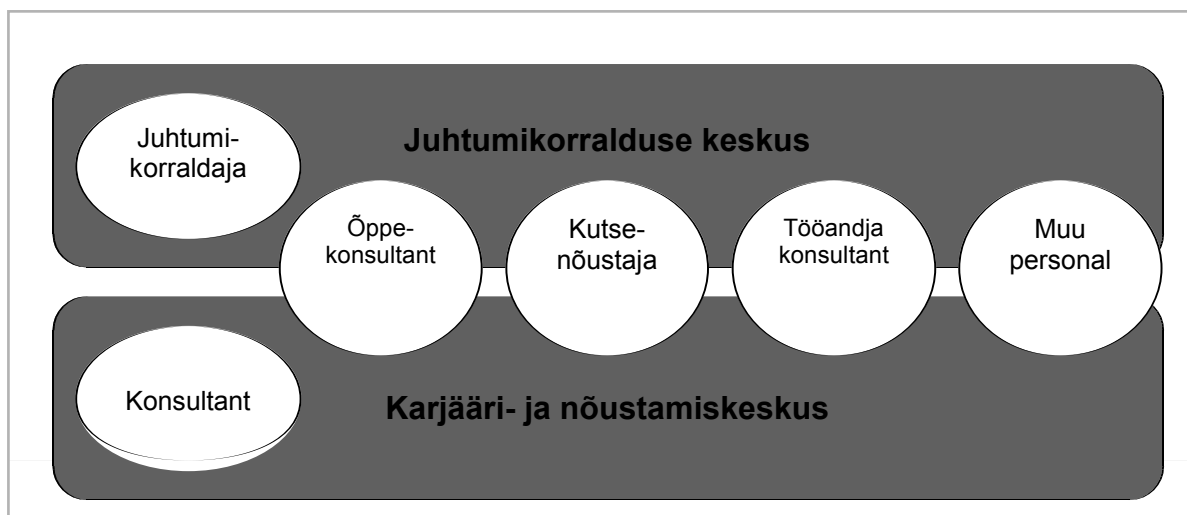 Juhtumi-
korraldaja
Juhtumikorralduse keskus
Õppe-
konsultant
Kutse-
nõustaja
Tööandja
konsultant
Muu
personal
Konsultant
Karjääri- ja nõustamiskeskus